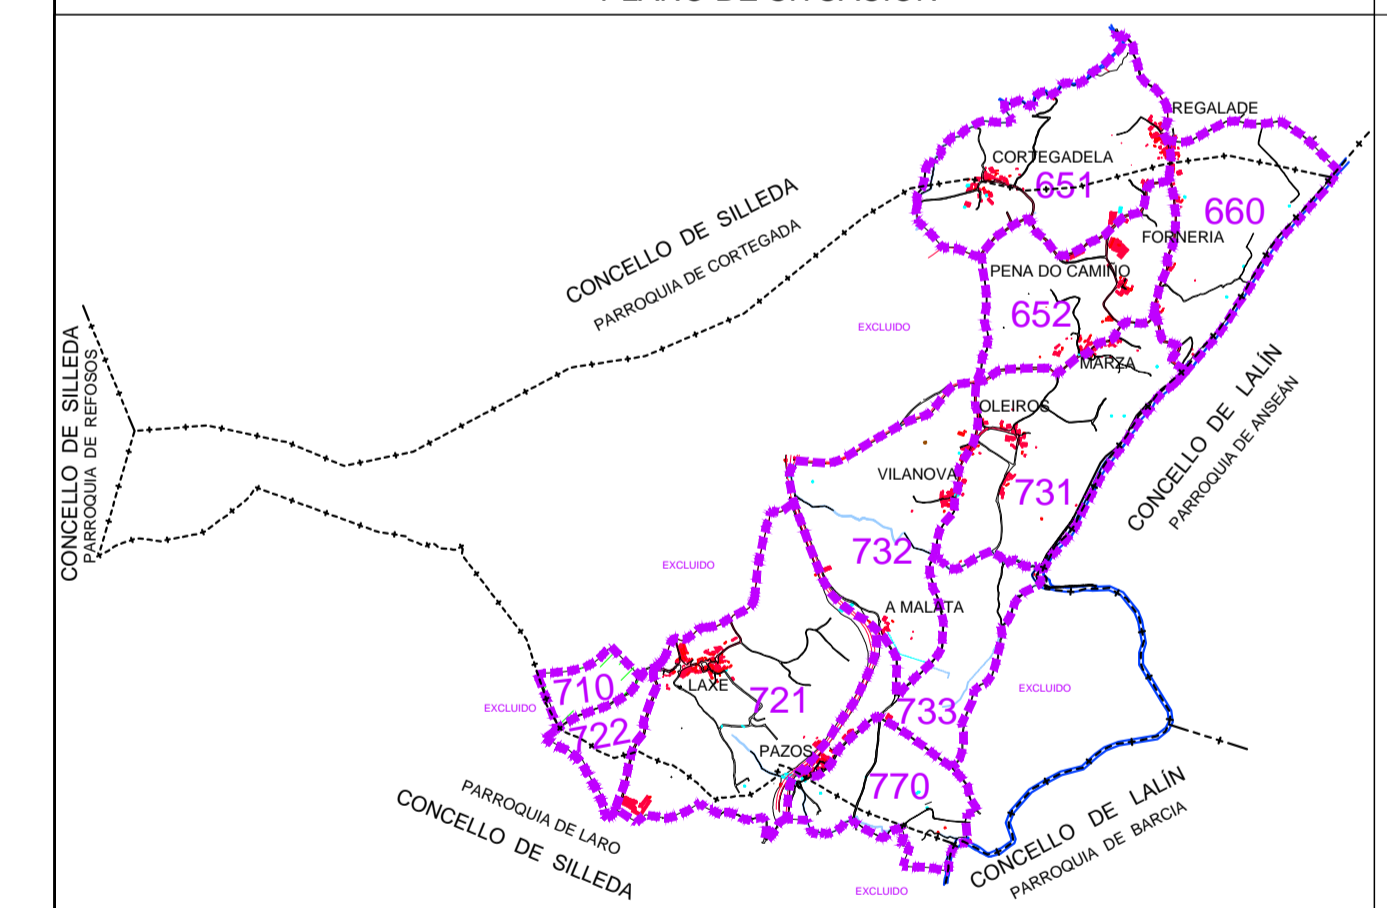 PLANO DE SITUACIÓN
REGALADE
CORTEGADELA
651
660
FORNERIA
CONCELLO DE SILLEDA
PARROQUIA DE CORTEGADA
PENA DO CAMIÑO
652
EXCLUIDO
MARZA
CONCELLO DE SILLEDA
PARROQUIA DE REFOSOS
OLEIROS
CONCELLO DE LALÍN
PARROQUIA DE ANSEÁN
VILANOVA
731
732
EXCLUIDO
A MALATA
710
LAXE
721
EXCLUIDO
EXCLUIDO
733
722
PAZOS
770
PARROQUIA DE LARO
CONCELLO DE SILLEDA
CONCELLO DE LALÍN
PARROQUIA DE BARCIA
EXCLUIDO